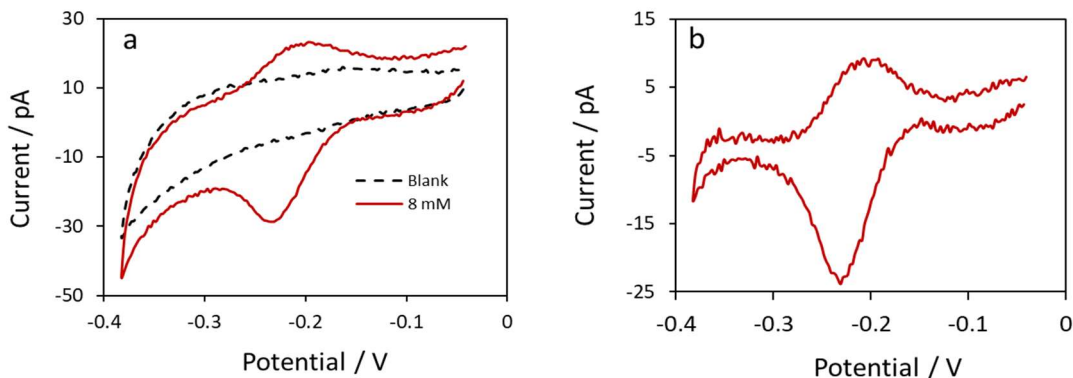 a
Current / pA
30
10
-10
-30
-50
Blank
8 mM
-0.4
-0.3
-0.2
-0.1
0
Potential / V
b
Current / pA
15
5
-5
-15
-25
-0.4
-0.3
-0.2
-0.1
0
Potential / V